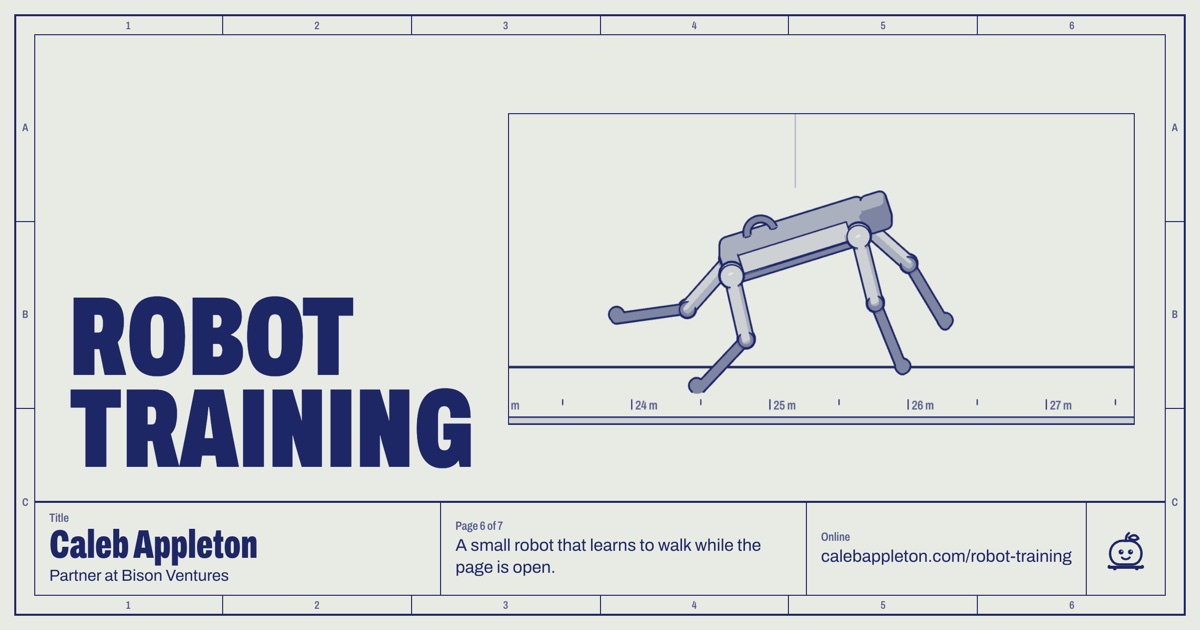 1 2 3 4 5 6
A A
B B
C C
ROBOT
TRAINING
m 24 m 25 m 26 m 27 m
Title
Caleb Appleton
Partner at Bison Ventures
Page 6 of 7
A small robot that learns to walk while the
page is open.
Online
calebappleton.com/robot-training
1 2 3 4 5 6